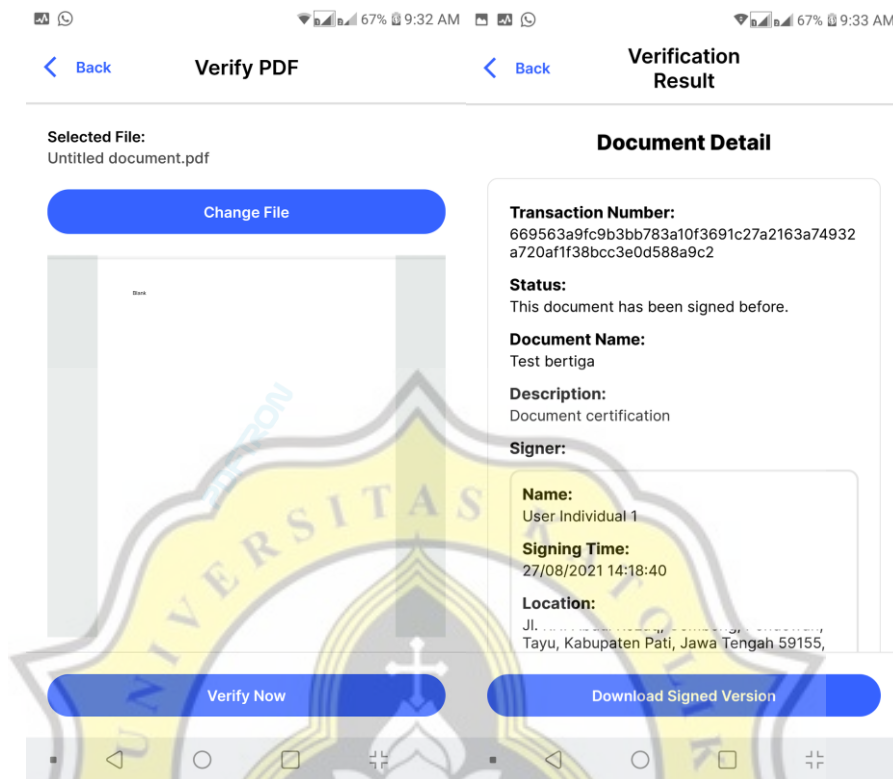 67% 9:32 AM
Back
Verify PDF
Selected File:
Untitled document.pdf
Change File
Blank
Verify Now
67% 9:33 AM
Back
Verification
Result
Document Detail
Transaction Number:
669563a9fc9b3bb783a10f3691c27a2163a74932
a720af1f38bcc3e0d588a9c2
Status:
This document has been signed before.
Document Name:
Test bertiga
Description:
Document certification
Signer:
Name:
User Individual 1
Signing Time:
27/08/2021 14:18:40
Location:
Tayu, Kabupaten Pati, Jawa Tengah 59155,
Download Signed Version
UNIVERSITAS KATOLIK